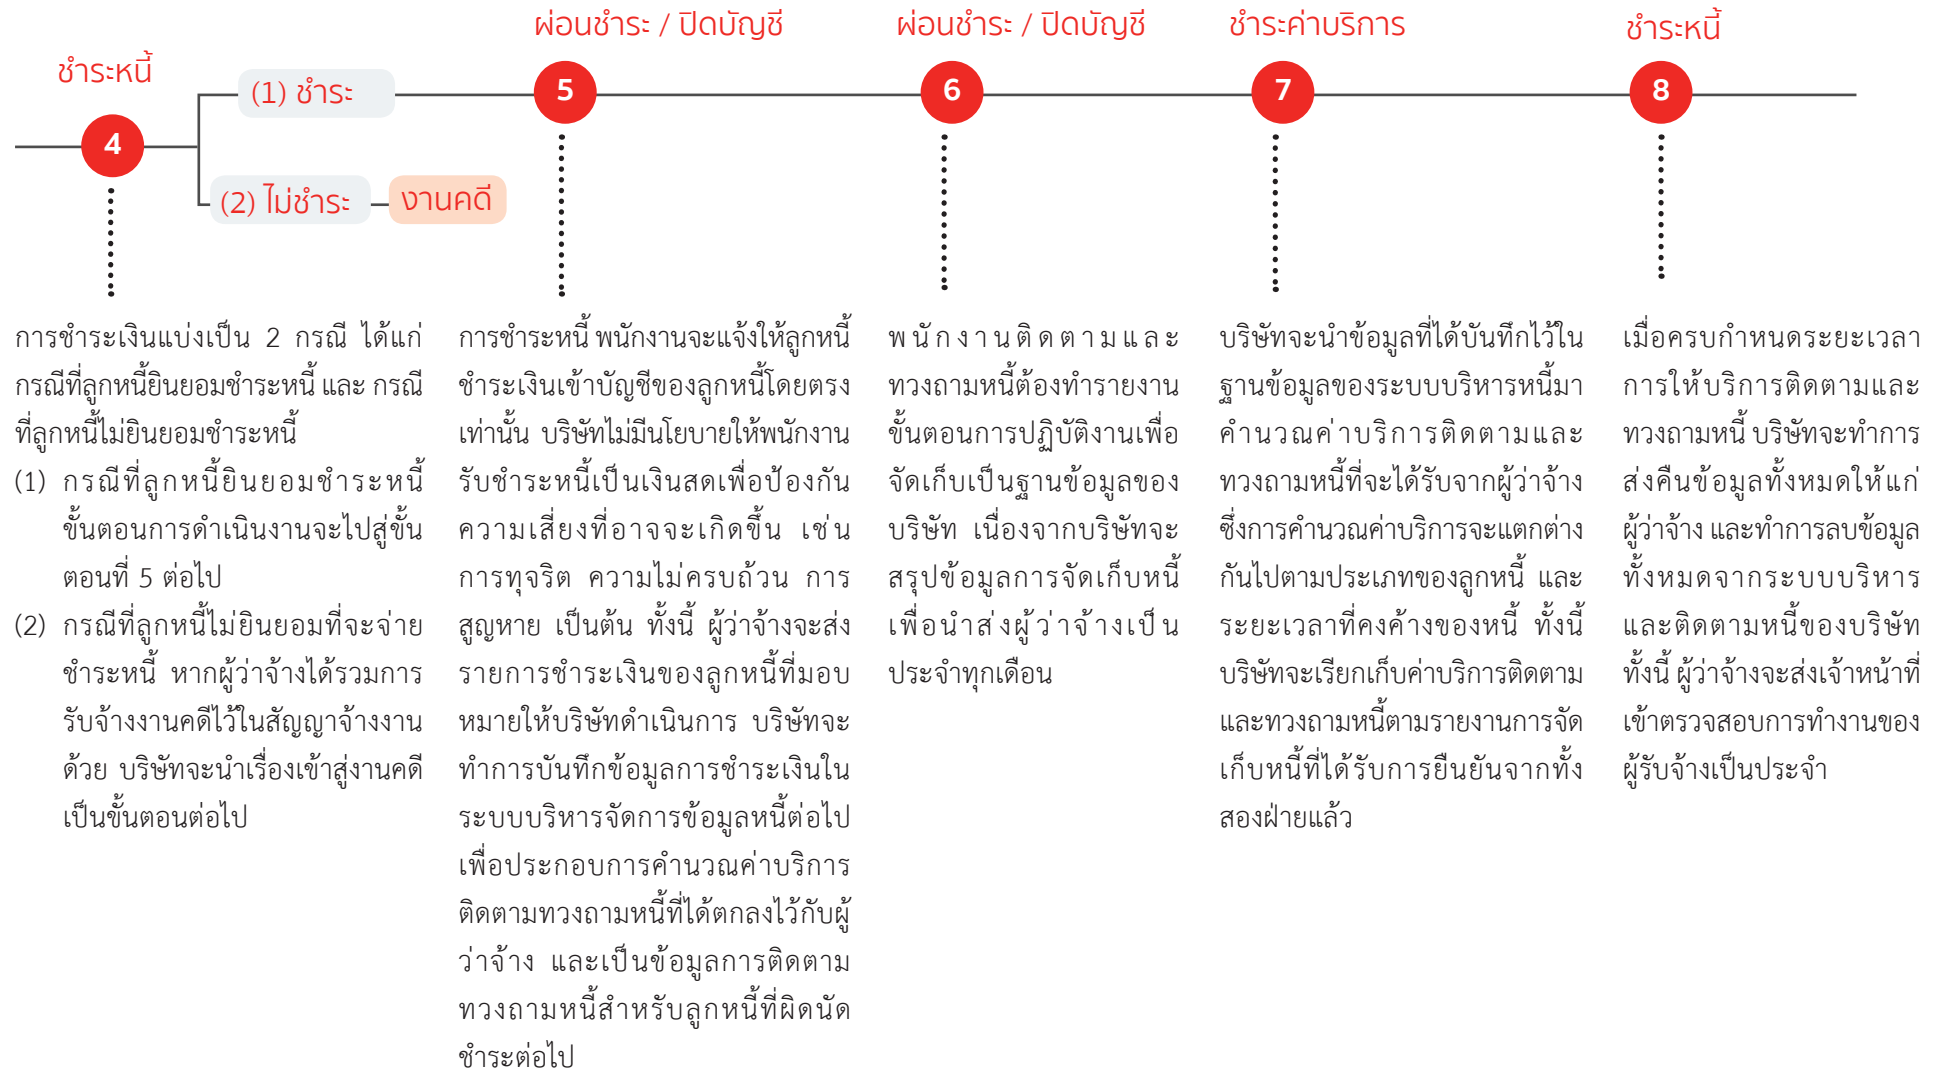 ชำระหนี้
4
(1) ชำระ
(2) ไม่ชำระ
งานคดี
การชำระเงินแบ่งเป็น 2 กรณี ได้แก่
กรณีที่ลูกหนี้ยินยอมชำระหนี้ และ กรณี
ที่ลูกหนี้ไม่ยินยอมชำระหนี้
(1) กรณีที่ลูกหนี้ยินยอมชำระหนี้
ขั้นตอนการดำเนินงานจะไปสู่ขั้น
ตอนที่ 5 ต่อไป
(2) กรณีที่ลูกหนี้ไม่ยินยอมที่จะจ่าย
ชำระหนี้ หากผู้ว่าจ้างได้รวมการ
รับจ้างงานคดีไว้ในสัญญาจ้างงาน
ด้วย บริษัทจะนำเรื่องเข้าสู่งานคดี
เป็นขั้นตอนต่อไป
ผ่อนชำระ / ปิดบัญชี
5
การชำระหนี้ พนักงานจะแจ้งให้ลูกหนี้
ชำระเงินเข้าบัญชีของลูกหนี้โดยตรง
เท่านั้น บริษัทไม่มีนโยบายให้พนักงาน
รับชำระหนี้เป็นเงินสดเพื่อป้องกัน
ความเสี่ยงที่อาจจะเกิดขึ้น เช่น
การทุจริต ความไม่ครบถ้วน การ
สูญหาย เป็นต้น ทั้งนี้ ผู้ว่าจ้างจะส่ง
รายการชำระเงินของลูกหนี้ที่มอบ
หมายให้บริษัทดำเนินการ บริษัทจะ
ทำการบันทึกข้อมูลการชำระเงินใน
ระบบบริหารจัดการข้อมูลหนี้ต่อไป
เพื่อประกอบการคำนวณค่าบริการ
ติดตามทวงถามหนี้ที่ได้ตกลงไว้กับผู้
ว่าจ้าง และเป็นข้อมูลการติดตาม
ทวงถามหนี้สำหรับลูกหนี้ที่ผิดนัด
ชำระต่อไป
ผ่อนชำระ / ปิดบัญชี
6
พนักงานติดตามและ
ทวงถามหนี้ต้องทำรายงาน
ขั้นตอนการปฏิบัติงานเพื่อ
จัดเก็บเป็นฐานข้อมูลของ
บริษัท เนื่องจากบริษัทจะ
สรุปข้อมูลการจัดเก็บหนี้
เพื่อนำส่งผู้ว่าจ้างเป็น
ประจำทุกเดือน
ชำระค่าบริการ
7
บริษัทจะนำข้อมูลที่ได้บันทึกไว้ใน
ฐานข้อมูลของระบบบริหารหนี้มา
คำนวณค่าบริการติดตามและ
ทวงถามหนี้ที่จะได้รับจากผู้ว่าจ้าง
ซึ่งการคำนวณค่าบริการจะแตกต่าง
กันไปตามประเภทของลูกหนี้ และ
ระยะเวลาที่คงค้างของหนี้ ทั้งนี้
บริษัทจะเรียกเก็บค่าบริการติดตาม
และทวงถามหนี้ตามรายงานการจัด
เก็บหนี้ที่ได้รับการยืนยันจากทั้ง
สองฝ่ายแล้ว
ชำระหนี้
8
เมื่อครบกำหนดระยะเวลา
การให้บริการติดตามและ
ทวงถามหนี้ บริษัทจะทำการ
ส่งคืนข้อมูลทั้งหมดให้แก่
ผู้ว่าจ้าง และทำการลบข้อมูล
ทั้งหมดจากระบบบริหาร
และติดตามหนี้ของบริษัท
ทั้งนี้ ผู้ว่าจ้างจะส่งเจ้าหน้าที่
เข้าตรวจสอบการทำงานของ
ผู้รับจ้างเป็นประจำ